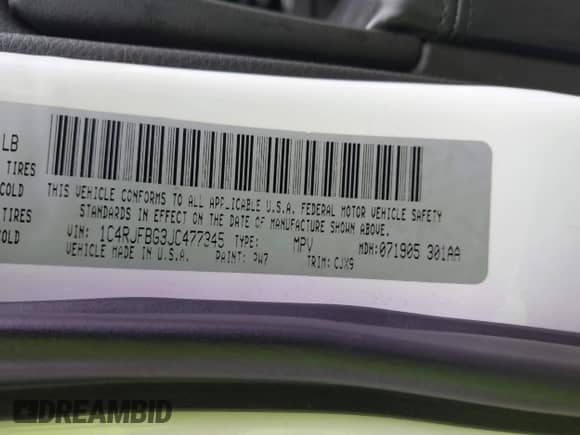 LB
TIRES
COLD
TIRES
COLD
THIS VEHICLE CONFORMS TO ALL APPLICABLE U.S.A. FEDERAL MOTOR VEHICLE SAFETY
STANDARDS IN EFFECT ON THE DATE OF MANUFACTURE SHOWN ABOVE.
VIN: 1C4RJFBG3JC477345 TYPE: MPV MDH:071905 301AA
VEHICLE MADE IN U.S.A. PAINT: TRIM: CJX9
DREAMBID